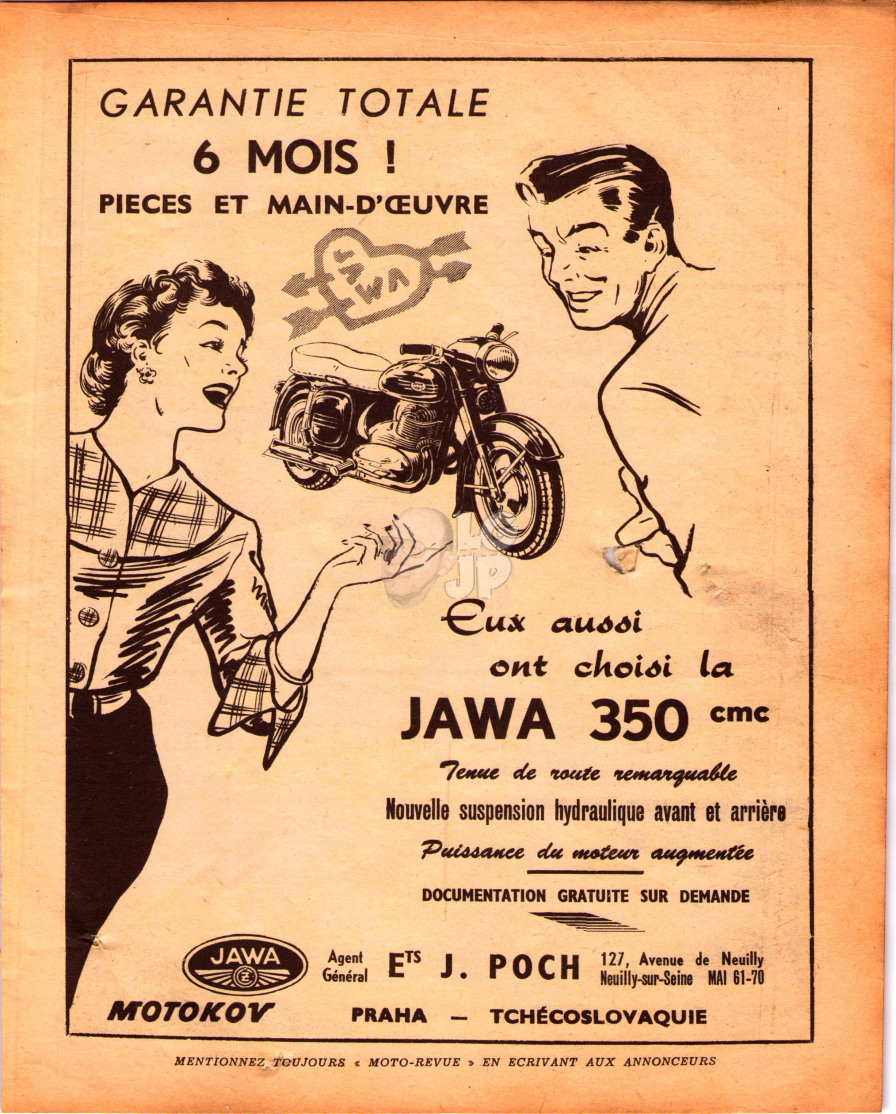 GARANTIE TOTALE
6 MOIS !
PIECES ET MAIN-D'ŒUVRE
JAWA
LC
JP
Eux aussi
ont choisi la
JAWA 350 cmc
Tenue de route remarquable
Nouvelle suspension hydraulique avant et arrière
Puissance du moteur augmentée
DOCUMENTATION GRATUITE SUR DEMANDE
JAWA
CZ
MOTOKOV
Agent
Général
ETS J. POCH
127, Avenue de Neuilly
Neuilly-sur-Seine MAI 61-70
PRAHA — TCHÉCOSLOVAQUIE
MENTIONNEZ TOUJOURS « MOTO-REVUE » EN ECRIVANT AUX ANNONCEURS